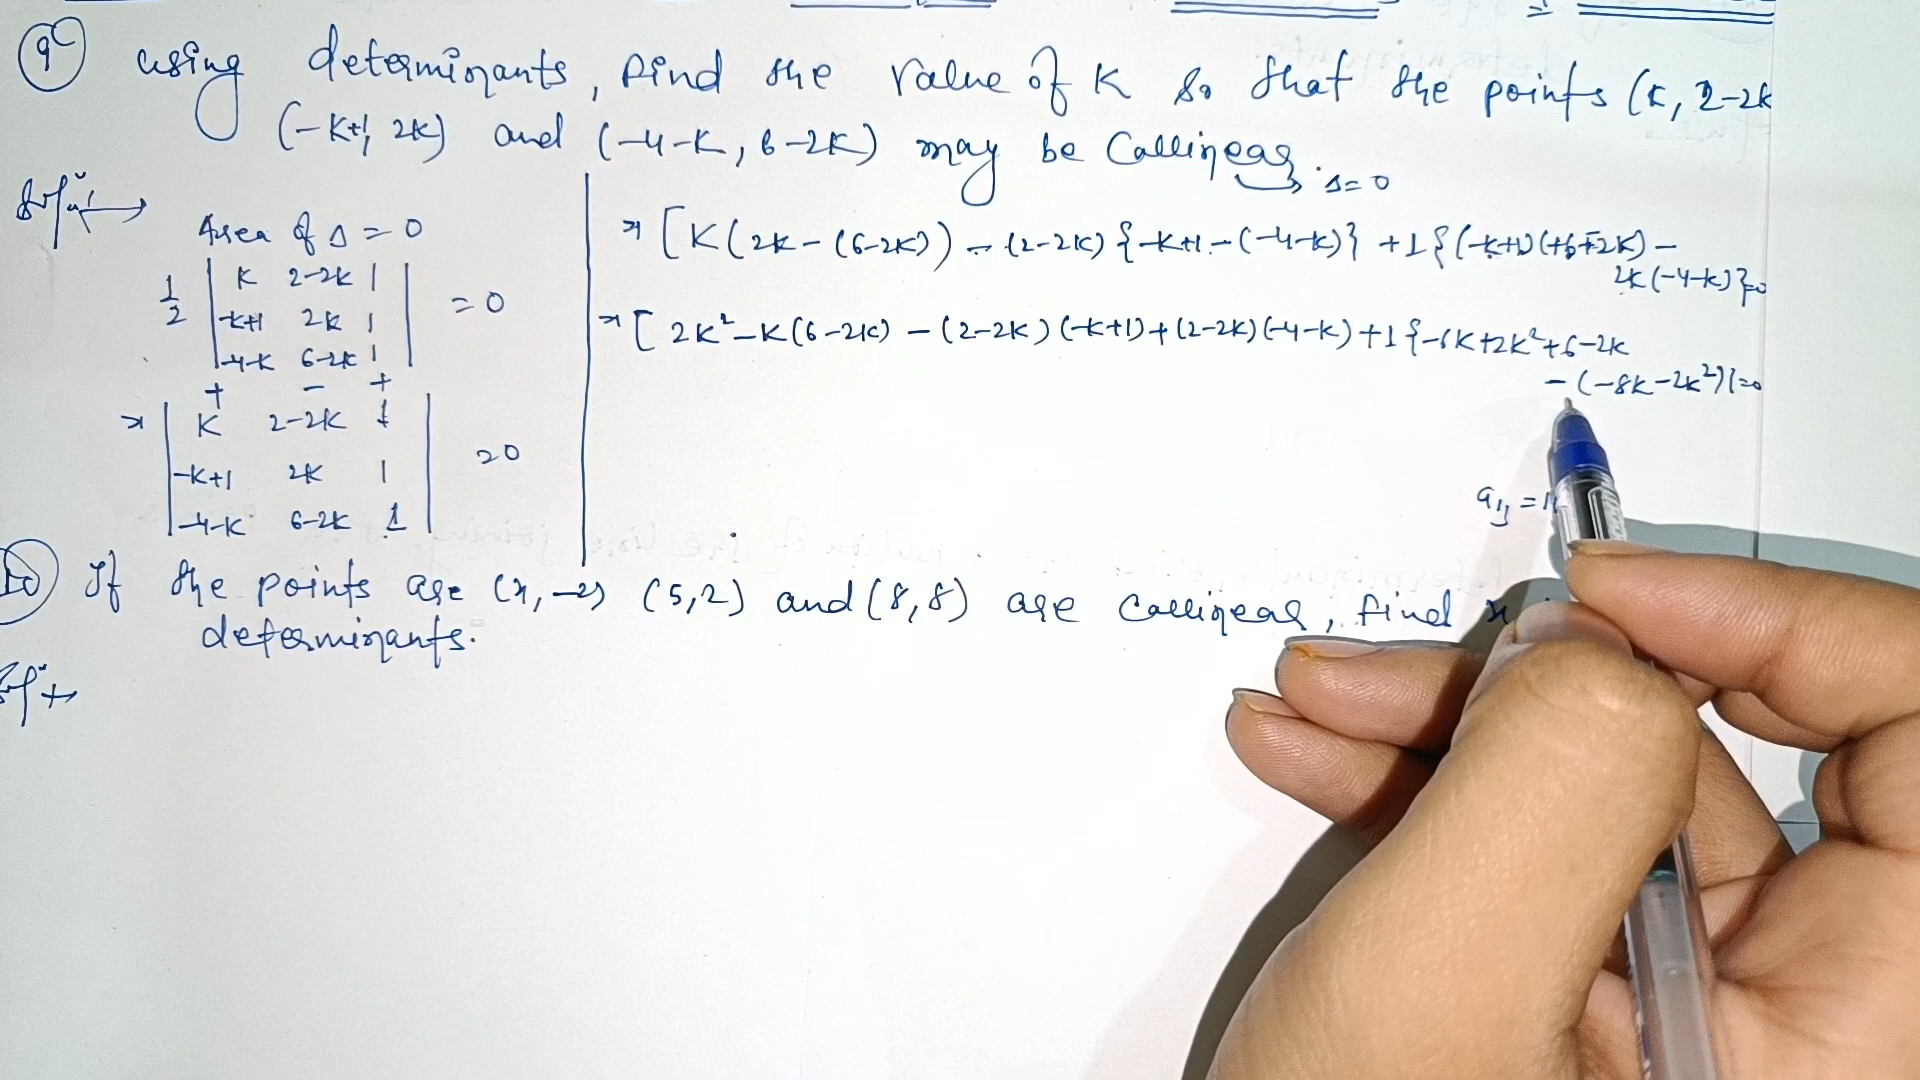 9
using determinants, find the value of K so that the points (K, 2-2K
(-K+1, 2K) and (-4-K, 6-2K) may be Collinear.
Δ=0
Area of Δ = 0
1/2 | K 2-2K 1 |
| -K+1 2K 1 | = 0
| -4-K 6-2K 1 |
+ - +
| K 2-2K 1 |
| -K+1 2K 1 | = 0
| -4-K 6-2K 1 |
[K(2K-(6-2K)) - (2-2K){-K+1-(-4-K)} +1{(-K+1)(+6-2K) -
2K(-4-K)}=0
[2K²-K(6-2K) - (2-2K)(-K+1)+(2-2K)(-4-K)+1{-6K+2K²+6-2K
-(-8K-2K²)}=0
10 If the points are (x,-2) (5,2) and (8,8) are Collinear, find x
determinants.